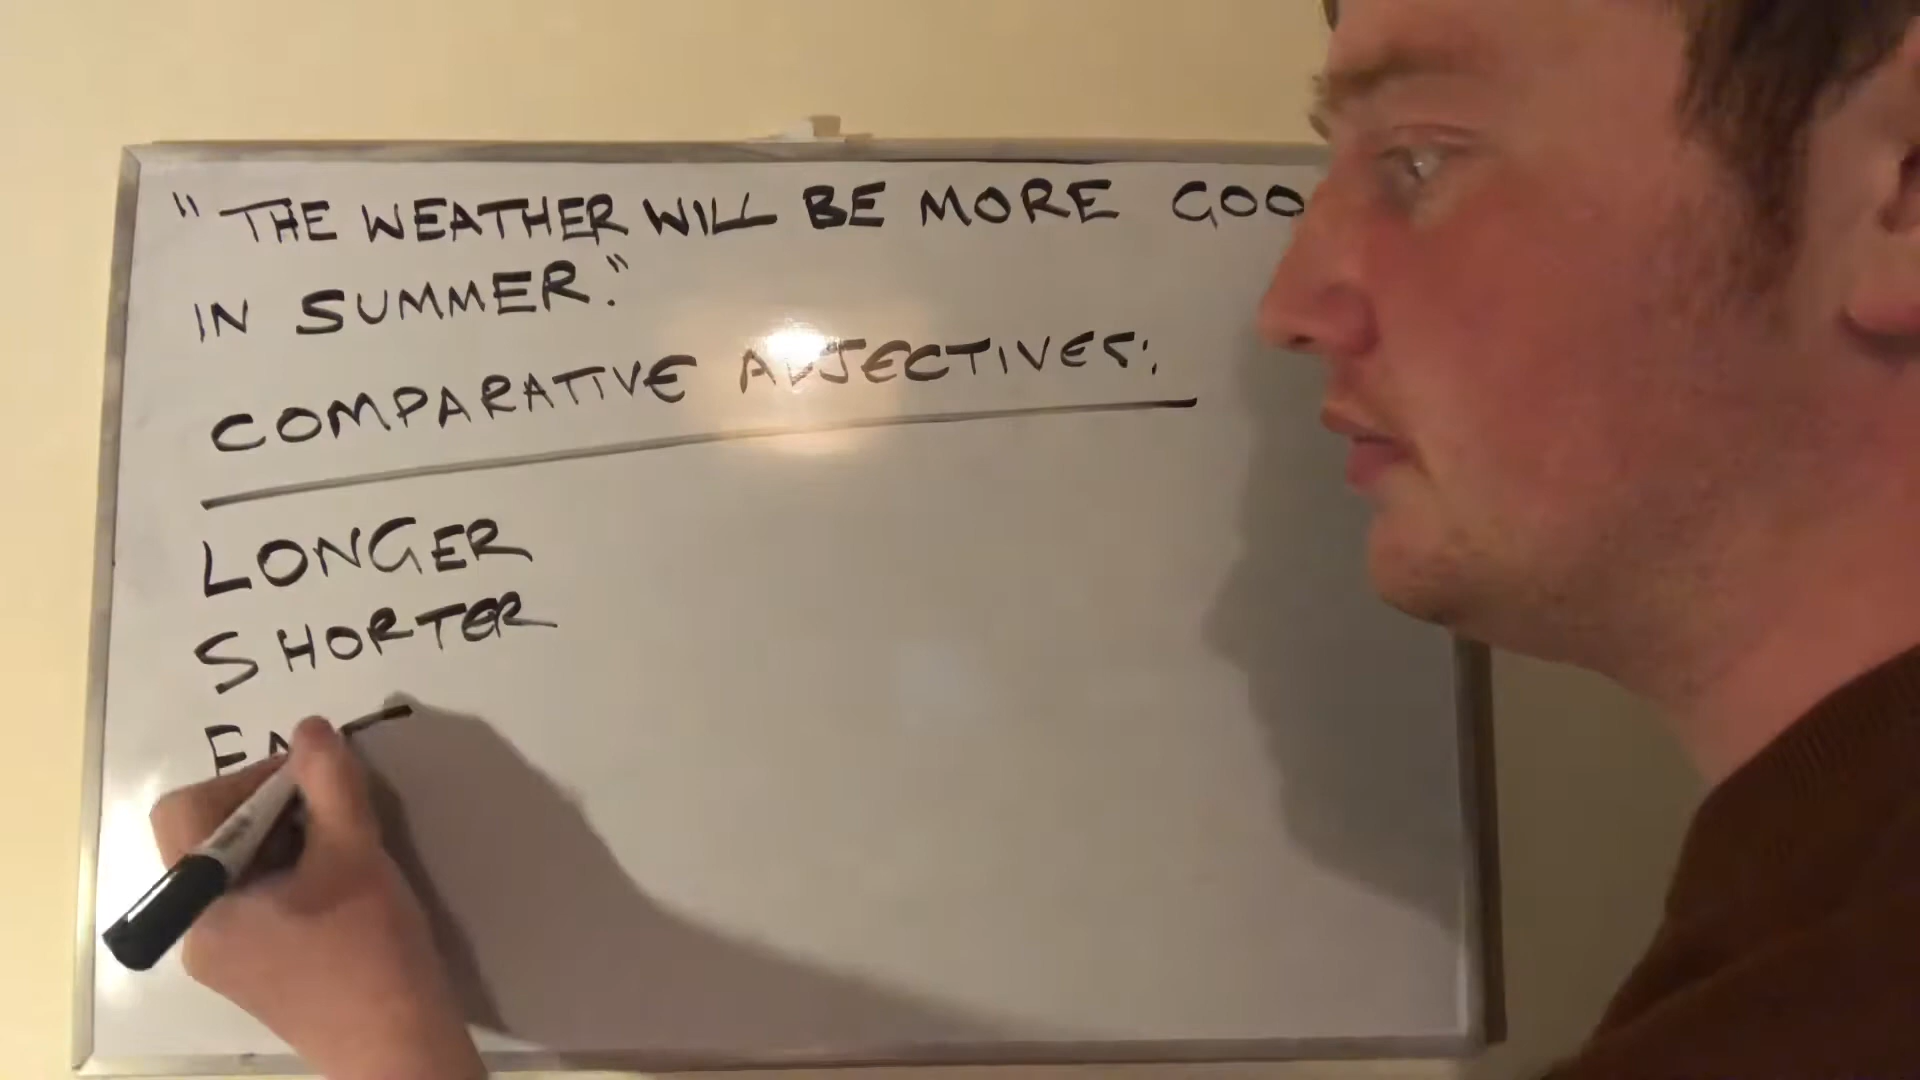 "THE WEATHER WILL BE MORE GOO
IN SUMMER."
COMPARATIVE ADJECTIVES:
LONGER
SHORTER